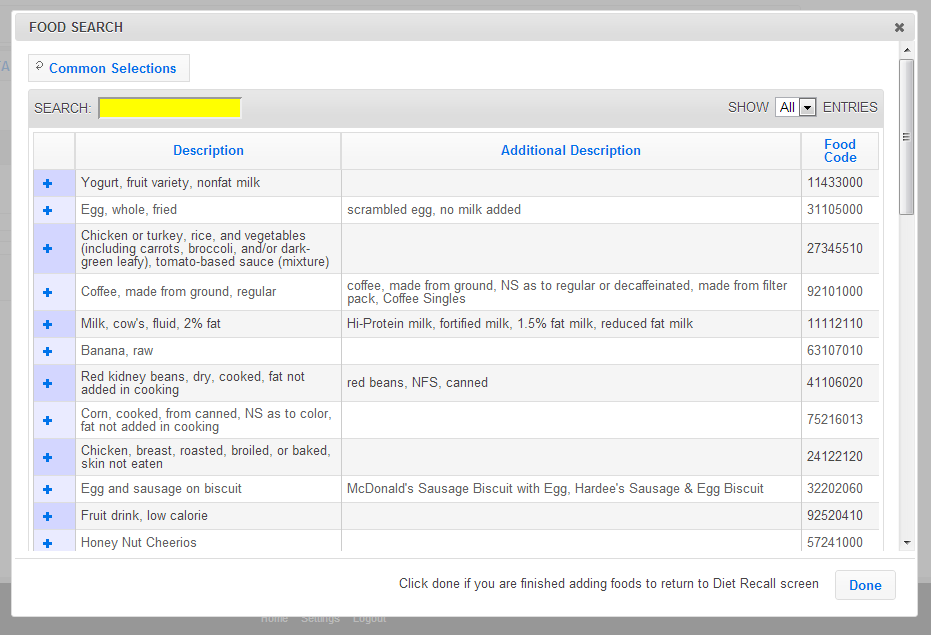 FOOD SEARCH
Common Selections
SEARCH:
SHOW All ENTRIES
Description Additional Description Food
Code
Yogurt, fruit variety, nonfat milk 11433000
Egg, whole, fried scrambled egg, no milk added 31105000
Chicken or turkey, rice, and vegetables
(including carrots, broccoli, and/or dark-
green leafy), tomato-based sauce (mixture) 27345510
Coffee, made from ground, regular coffee, made from ground, NS as to regular or decaffeinated, made from filter
pack, Coffee Singles 92101000
Milk, cow's, fluid, 2% fat Hi-Protein milk, fortified milk, 1.5% fat milk, reduced fat milk 11112110
Banana, raw 63107010
Red kidney beans, dry, cooked, fat not
added in cooking red beans, NFS, canned 41106020
Corn, cooked, from canned, NS as to color,
fat not added in cooking 75216013
Chicken, breast, roasted, broiled, or baked,
skin not eaten 24122120
Egg and sausage on biscuit McDonald's Sausage Biscuit with Egg, Hardee's Sausage & Egg Biscuit 32202060
Fruit drink, low calorie 92520410
Honey Nut Cheerios 57241000
Click done if you are finished adding foods to return to Diet Recall screen Done
Home Settings Logout